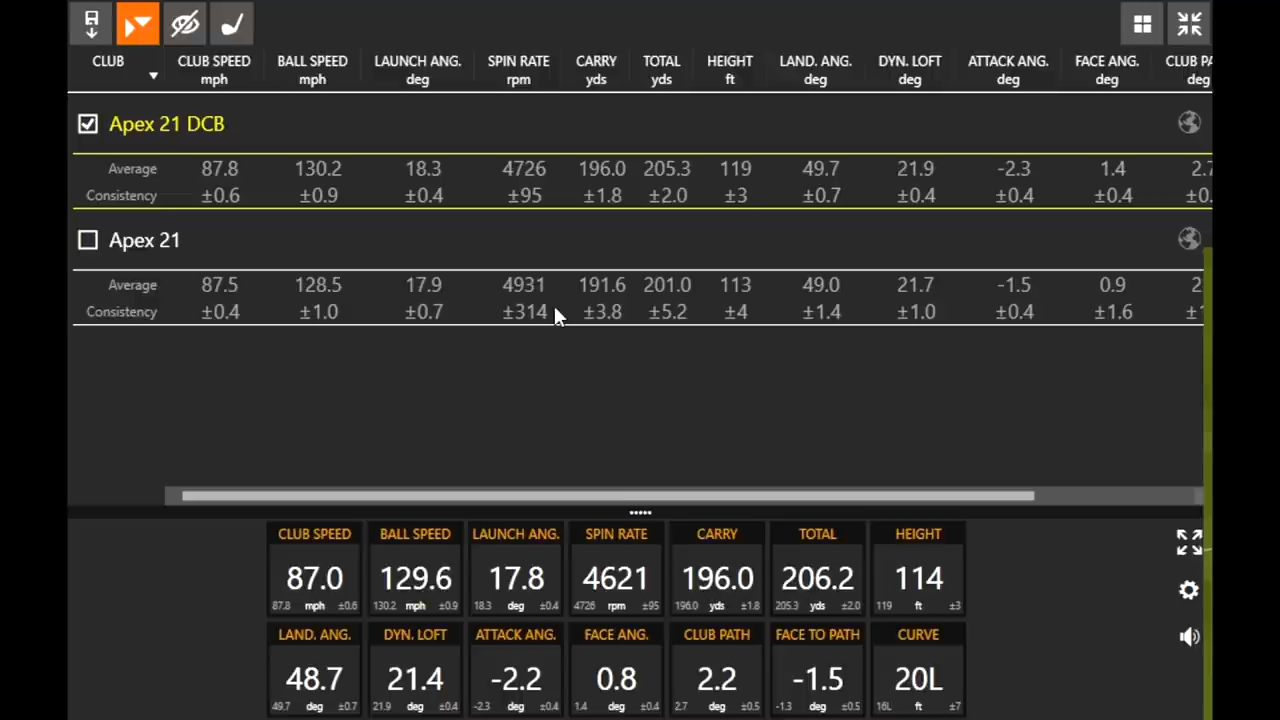 CLUB CLUB SPEED BALL SPEED LAUNCH ANG. SPIN RATE CARRY TOTAL HEIGHT LAND. ANG. DYN. LOFT ATTACK ANG. FACE ANG. CLUB PA
mph mph deg rpm yds yds ft deg deg deg deg deg
Apex 21 DCB
Average 87.8 130.2 18.3 4726 196.0 205.3 119 49.7 21.9 -2.3 1.4 2.7
Consistency ±0.6 ±0.9 ±0.4 ±95 ±1.8 ±2.0 ±3 ±0.7 ±0.4 ±0.4 ±0.4 ±0.
Apex 21
Average 87.5 128.5 17.9 4931 191.6 201.0 113 49.0 21.7 -1.5 0.9 2
Consistency ±0.4 ±1.0 ±0.7 ±314 ±3.8 ±5.2 ±4 ±1.4 ±1.0 ±0.4 ±1.6 ±1
CLUB SPEED BALL SPEED LAUNCH ANG. SPIN RATE CARRY TOTAL HEIGHT
87.0 129.6 17.8 4621 196.0 206.2 114
87.8 mph ±0.6 130.2 mph ±0.9 18.3 deg ±0.4 4726 rpm ±95 196.0 yds ±1.8 205.3 yds ±2.0 119 ft ±3
LAND. ANG. DYN. LOFT ATTACK ANG. FACE ANG. CLUB PATH FACE TO PATH CURVE
48.7 21.4 -2.2 0.8 2.2 -1.5 20L
49.7 deg ±0.7 21.9 deg ±0.4 -2.3 deg ±0.4 1.4 deg ±0.4 2.7 deg ±0.5 -1.3 deg ±0.5 16L ft ±7